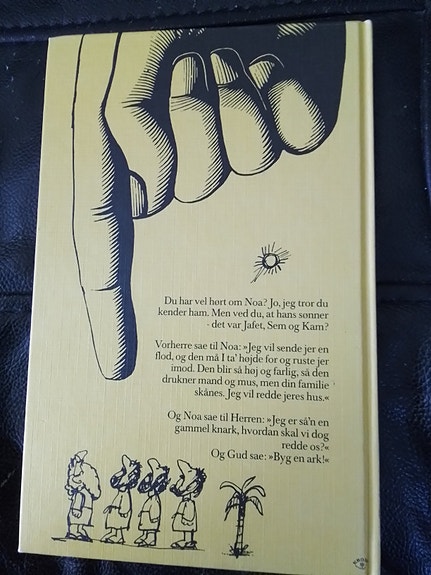 Du har vel hørt om Noa? Jo, jeg tror du
kender ham. Men ved du, at hans sønner
- det var Jafet, Sem og Kam?
Vorherre sae til Noa: »Jeg vil sende jer en
flod, og den må I ta' højde for og ruste jer
imod. Den blir så høj og farlig, så den
drukner mand og mus, men din familie
skånes. Jeg vil redde jeres hus.«
Og Noa sae til Herren: »Jeg er så'n en
gammel knark, hvordan skal vi dog
redde os?«
Og Gud sae: »Byg en ark!«